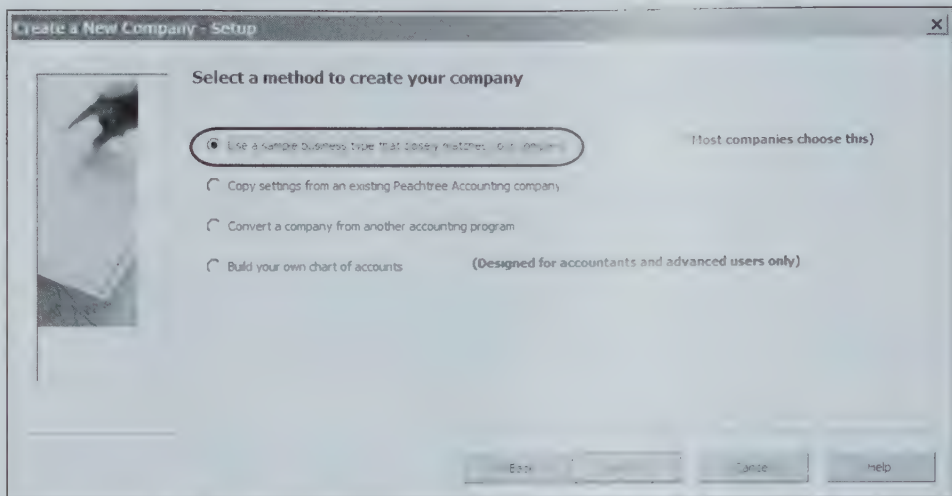 Create a New Company - Setup
Select a method to create your company
Use a sample business type that closely matches your company
(Most companies choose this)
Copy settings from an existing Peachtree Accounting company
Convert a company from another accounting program
Build your own chart of accounts
(Designed for accountants and advanced users only)
Back
Cancel
Help